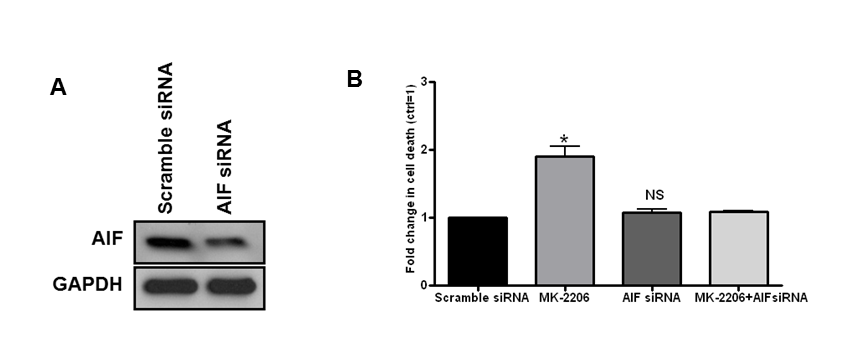 A
Scramble siRNA
AIF siRNA
AIF
GAPDH
B
Fold change in cell death (ctrl=1)
3
2
1
0
*
NS
Scramble siRNA
MK-2206
AIF siRNA
MK-2206+AIFsiRNA